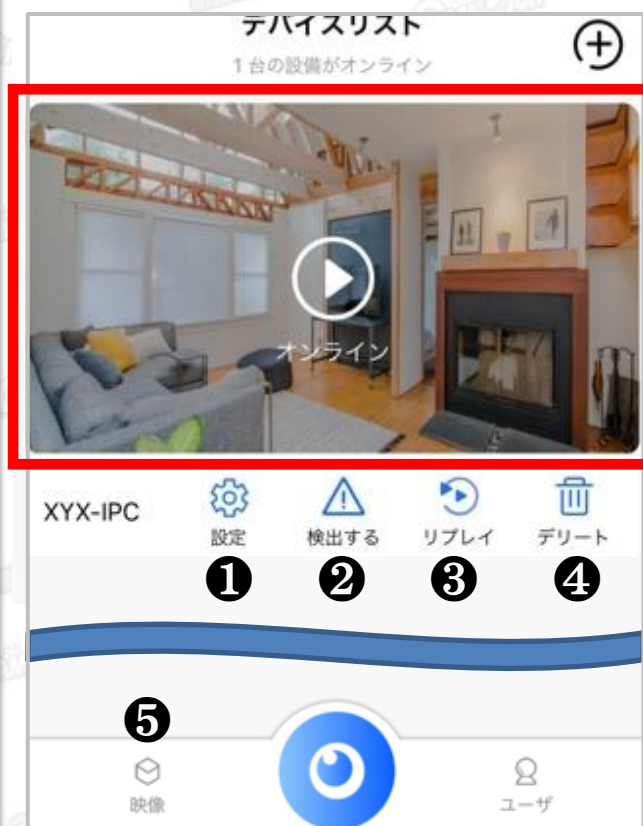 デバイスリスト
1台の設備がオンライン
オンライン
XYX-IPC
設定
検出する
リプレイ
デリート
❶
❷
❸
❹
❺
映像
ユーザ